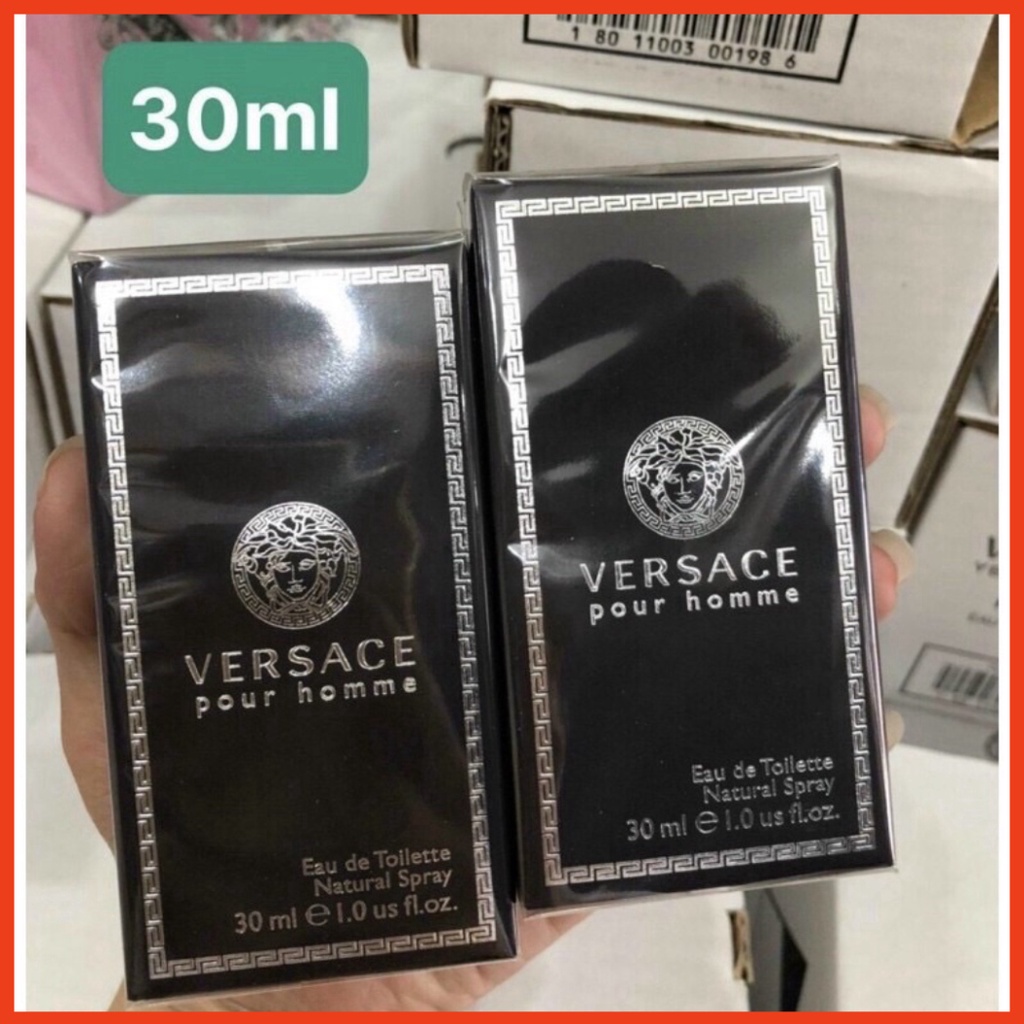 30ml
1 80 11003 00198 6
VERSACE
pour homme
Eau de Toilette
Natural Spray
30 ml e 1.0 us fl.oz.
VERSACE
pour homme
Eau de Toilette
Natural Spray
30 ml e 1.0 us fl.oz.